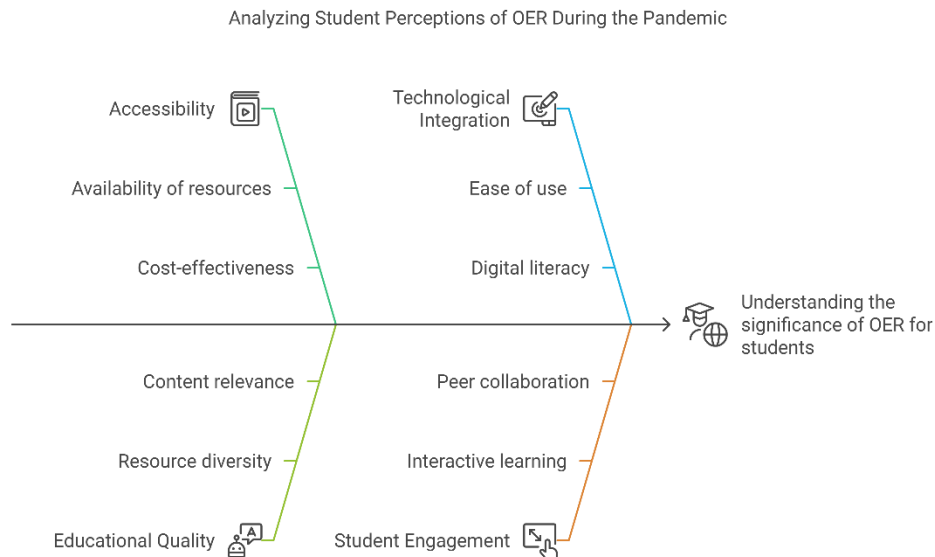 Analyzing Student Perceptions of OER During the Pandemic
Accessibility
Availability of resources
Cost-effectiveness
Technological
Integration
Ease of use
Digital literacy
Understanding the
significance of OER for
students
Content relevance
Resource diversity
Educational Quality
A
Peer collaboration
Interactive learning
Student Engagement